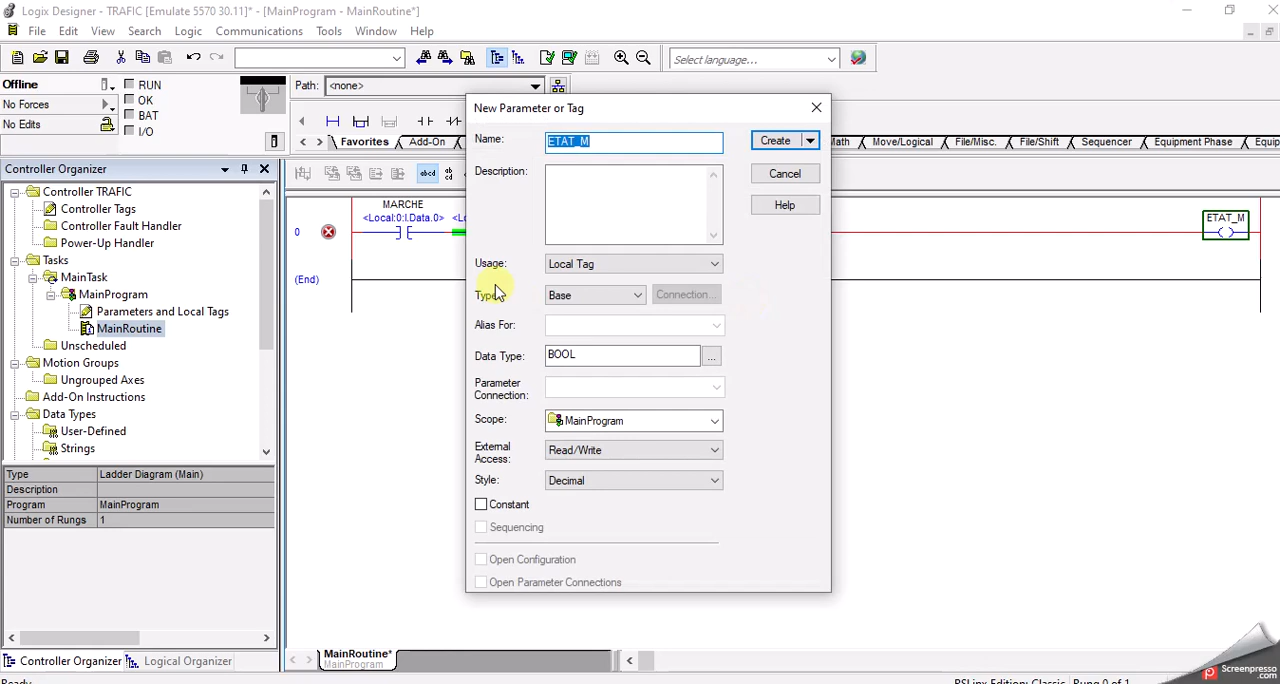 Logix Designer - TRAFIC [Emulate 5570 30.11]* - [MainProgram - MainRoutine*]
File Edit View Search Logic Communications Tools Window Help
Select language...
Offline
No Forces
No Edits
RUN
OK
BAT
I/O
Path: <none>
Favorites Add-On
Math Move/Logical File/Misc. File/Shift Sequencer Equipment Phase Equip
Controller Organizer
Controller TRAFIC
Controller Tags
Controller Fault Handler
Power-Up Handler
Tasks
MainTask
MainProgram
Parameters and Local Tags
MainRoutine
Unscheduled
Motion Groups
Ungrouped Axes
Add-On Instructions
Data Types
User-Defined
Strings
Type Ladder Diagram (Main)
Description
Program MainProgram
Number of Rungs 1
Controller Organizer Logical Organizer
abcd
ab
MARCHE
<Local:0:I.Data.0> <Lo
0
ETAT_M
(End)
New Parameter or Tag
Name: ETAT_M
Create
Description:
Cancel
Help
Usage: Local Tag
Type: Base Connection...
Alias For:
Data Type: BOOL ...
Parameter
Connection:
Scope: MainProgram
External
Access: Read/Write
Style: Decimal
Constant
Sequencing
Open Configuration
Open Parameter Connections
MainRoutine*
MainProgram
Ready
RSLinx Edition: Classic Rung 0 of 1
Screenpresso
.com